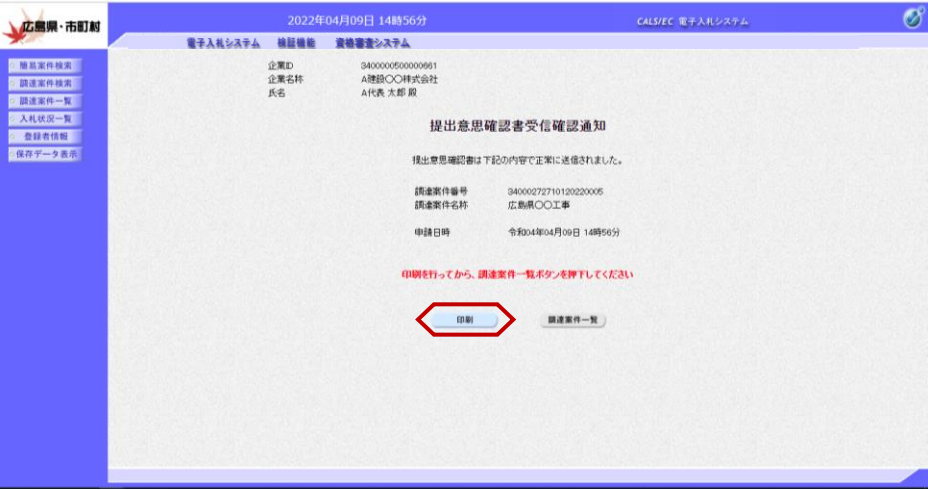 広島県・市町村
2022年04月09日 14時56分
CALS/EC 電子入札システム
電子入札システム 検証機能 資格審査システム
簡易案件検索
調達案件検索
調達案件一覧
入札状況一覧
登録者情報
保存データ表示
企業ID 3400000500000661
企業名称 A建設〇〇株式会社
氏名 A代表 太郎 殿
提出意思確認書受信確認通知
提出意思確認書は下記の内容で正常に送信されました。
調達案件番号 34000272710120220005
調達案件名称 広島県〇〇工事
申請日時 令和04年04月09日 14時56分
印刷を行ってから、調達案件一覧ボタンを押下してください
印刷 調達案件一覧